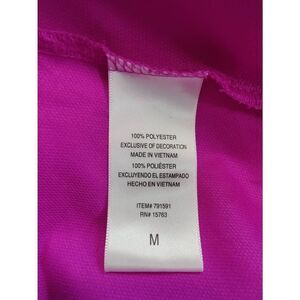 100% POLYESTER
EXCLUSIVE OF DECORATION
MADE IN VIETNAM
100% POLIÉSTER
EXCLUYENDO EL ESTAMPADO
HECHO EN VIETNAM
ITEM# 791591
RN# 15763
M